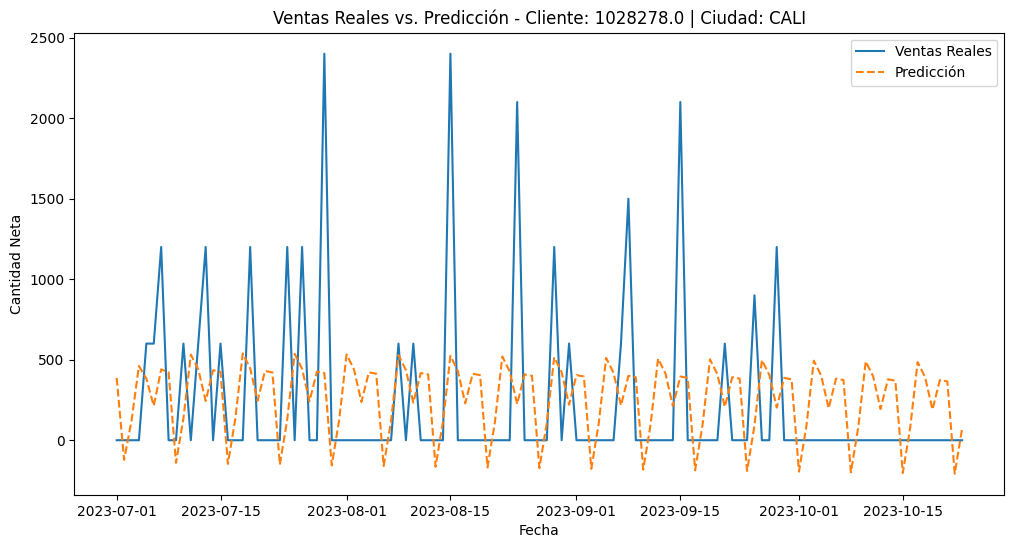 Ventas Reales vs. Predicción - Cliente: 1028278.0 | Ciudad: CALI
Ventas Reales
Predicción
Cantidad Neta
2500
2000
1500
1000
500
0
2023-07-01
2023-07-15
2023-08-01
2023-08-15
2023-09-01
2023-09-15
2023-10-01
2023-10-15
Fecha